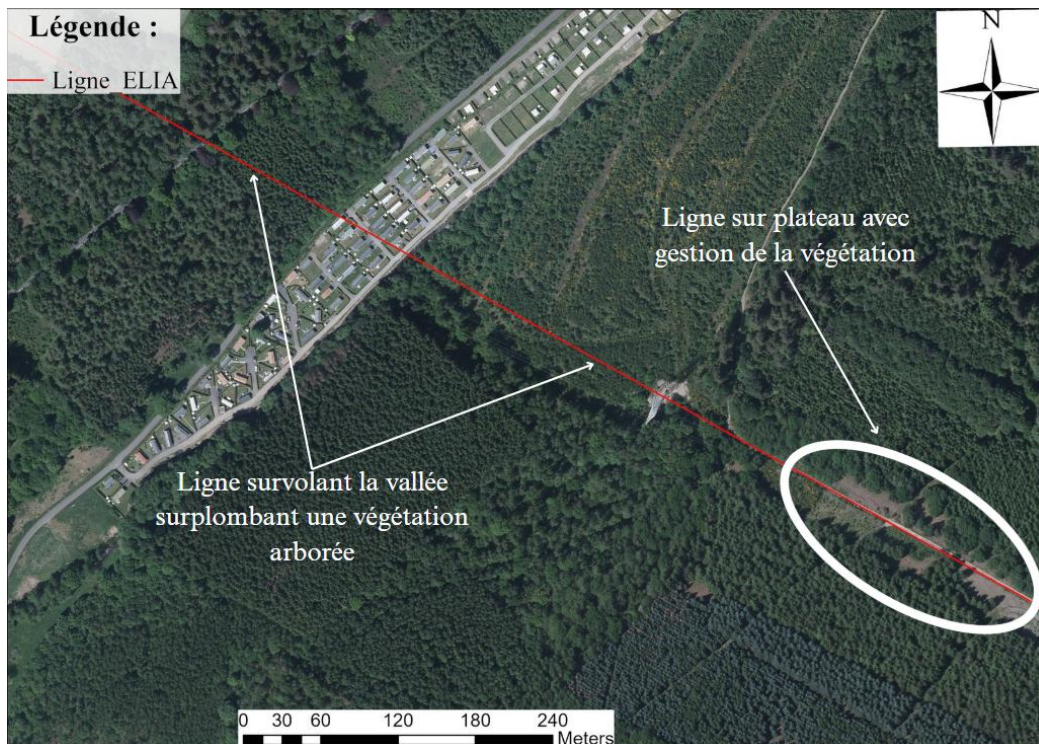 Légende :
Ligne ELIA
N
Ligne sur plateau avec
gestion de la végétation
Ligne survolant la vallée
surplombant une végétation
arborée
0 30 60 120 180 240
Meters